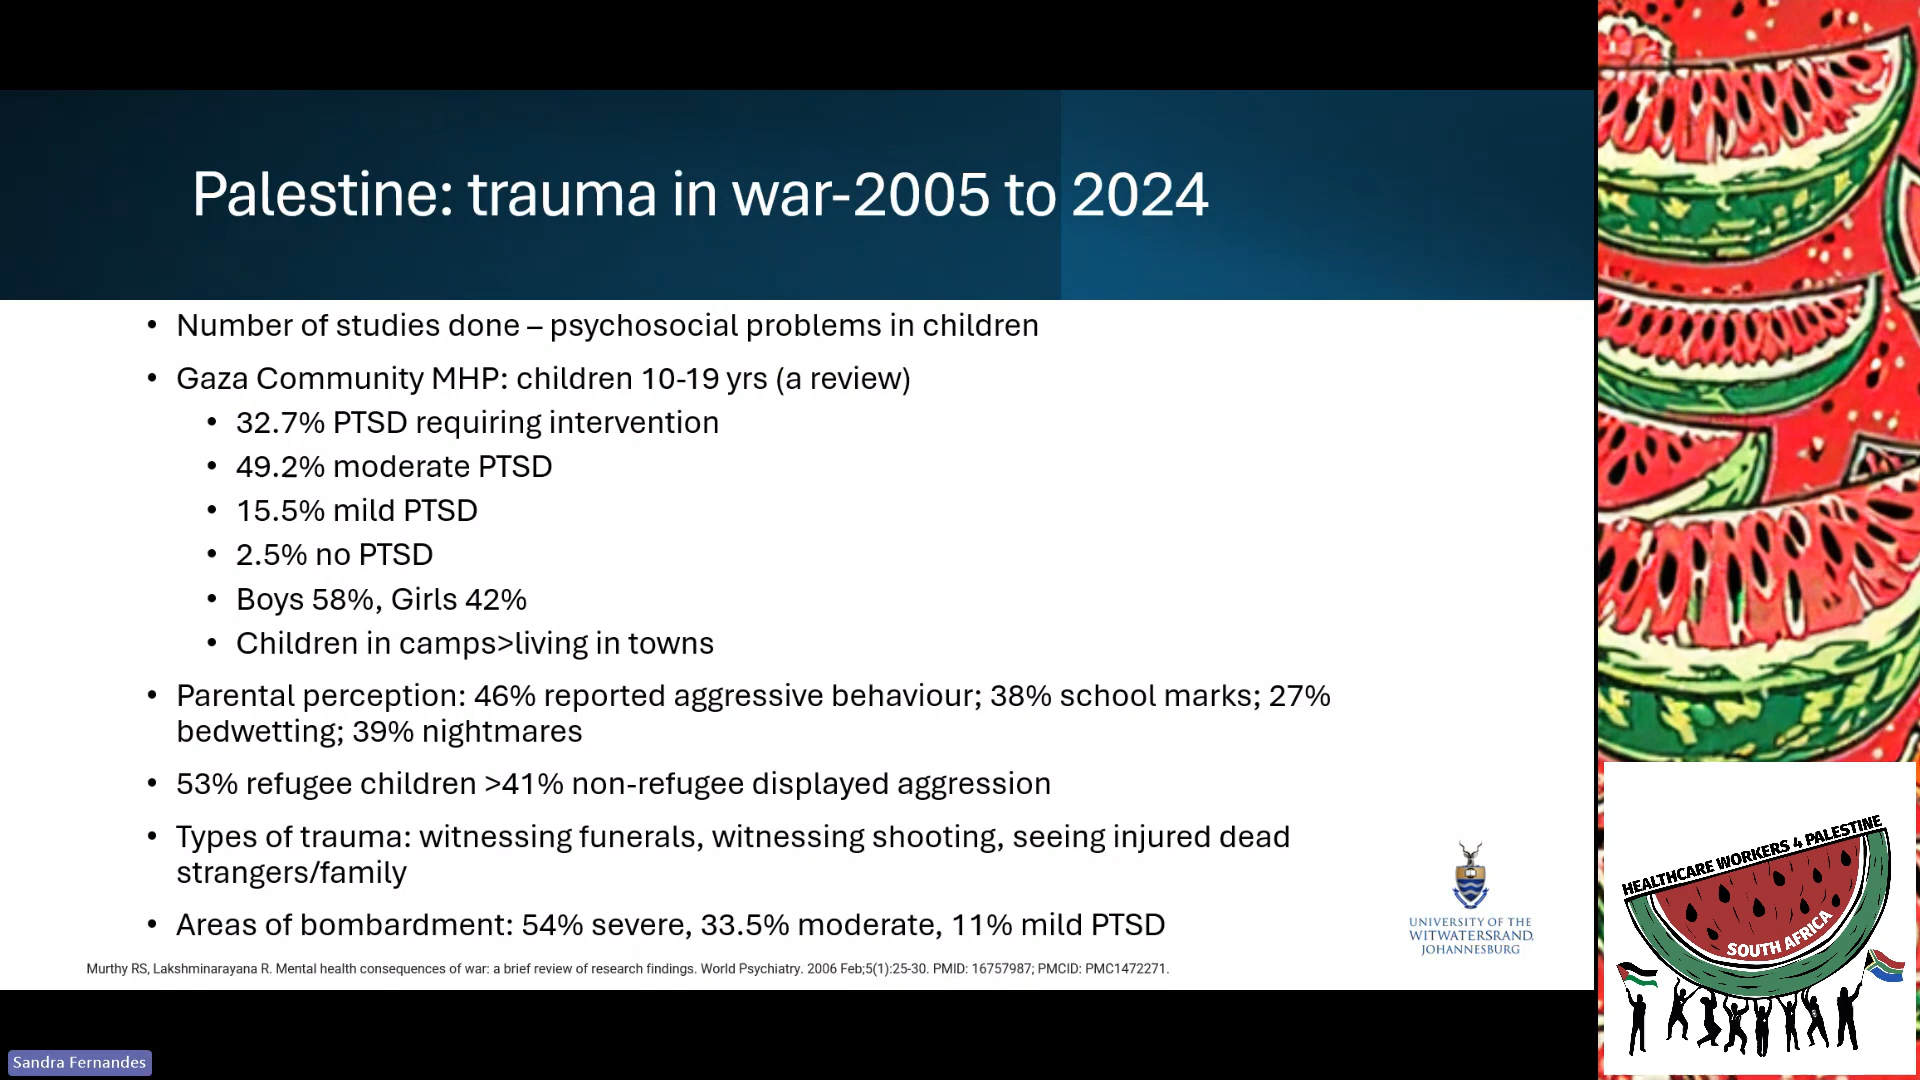 Palestine: trauma in war-2005 to 2024
• Number of studies done – psychosocial problems in children
• Gaza Community MHP: children 10-19 yrs (a review)
• 32.7% PTSD requiring intervention
• 49.2% moderate PTSD
• 15.5% mild PTSD
• 2.5% no PTSD
• Boys 58%, Girls 42%
• Children in camps>living in towns
• Parental perception: 46% reported aggressive behaviour; 38% school marks; 27%
bedwetting; 39% nightmares
• 53% refugee children >41% non-refugee displayed aggression
• Types of trauma: witnessing funerals, witnessing shooting, seeing injured dead
strangers/family
• Areas of bombardment: 54% severe, 33.5% moderate, 11% mild PTSD
Murthy RS, Lakshminarayana R. Mental health consequences of war: a brief review of research findings. World Psychiatry. 2006 Feb;5(1):25-30. PMID: 16757987; PMCID: PMC1472271.
UNIVERSITY OF THE
WITWATERSRAND,
JOHANNESBURG
HEALTHCARE WORKERS 4 PALESTINE
SOUTH AFRICA
Sandra Fernandes